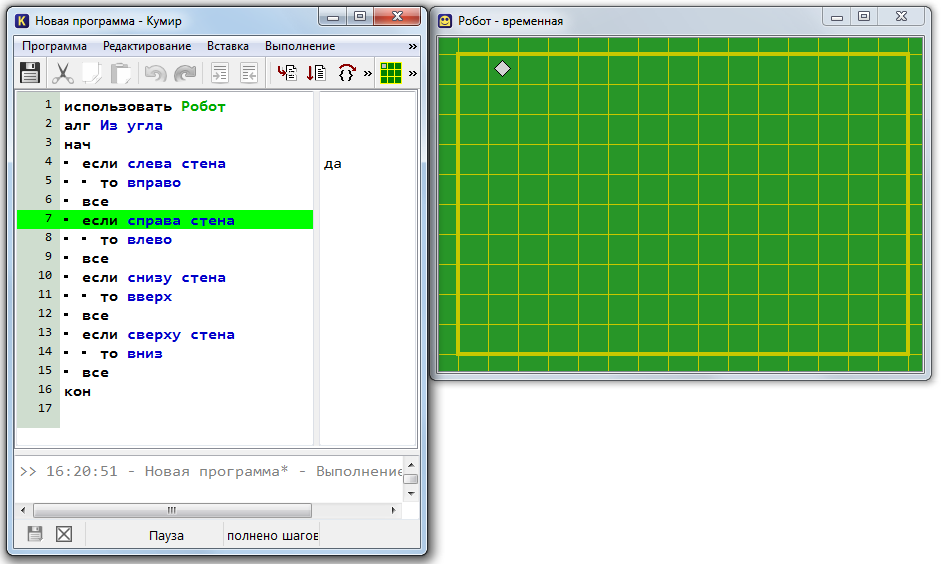 Новая программа - Кумир
Программа Редактирование Вставка Выполнение »
» »
1 использовать Робот
2 алг Из угла
3 нач
4 если слева стена да
5 то вправо
6 все
7 если справа стена
8 то влево
9 все
10 если снизу стена
11 то вверх
12 все
13 если сверху стена
14 то вниз
15 все
16 кон
17
>> 16:20:51 - Новая программа* - Выполнение
Пауза полнено шагов
Робот - временная